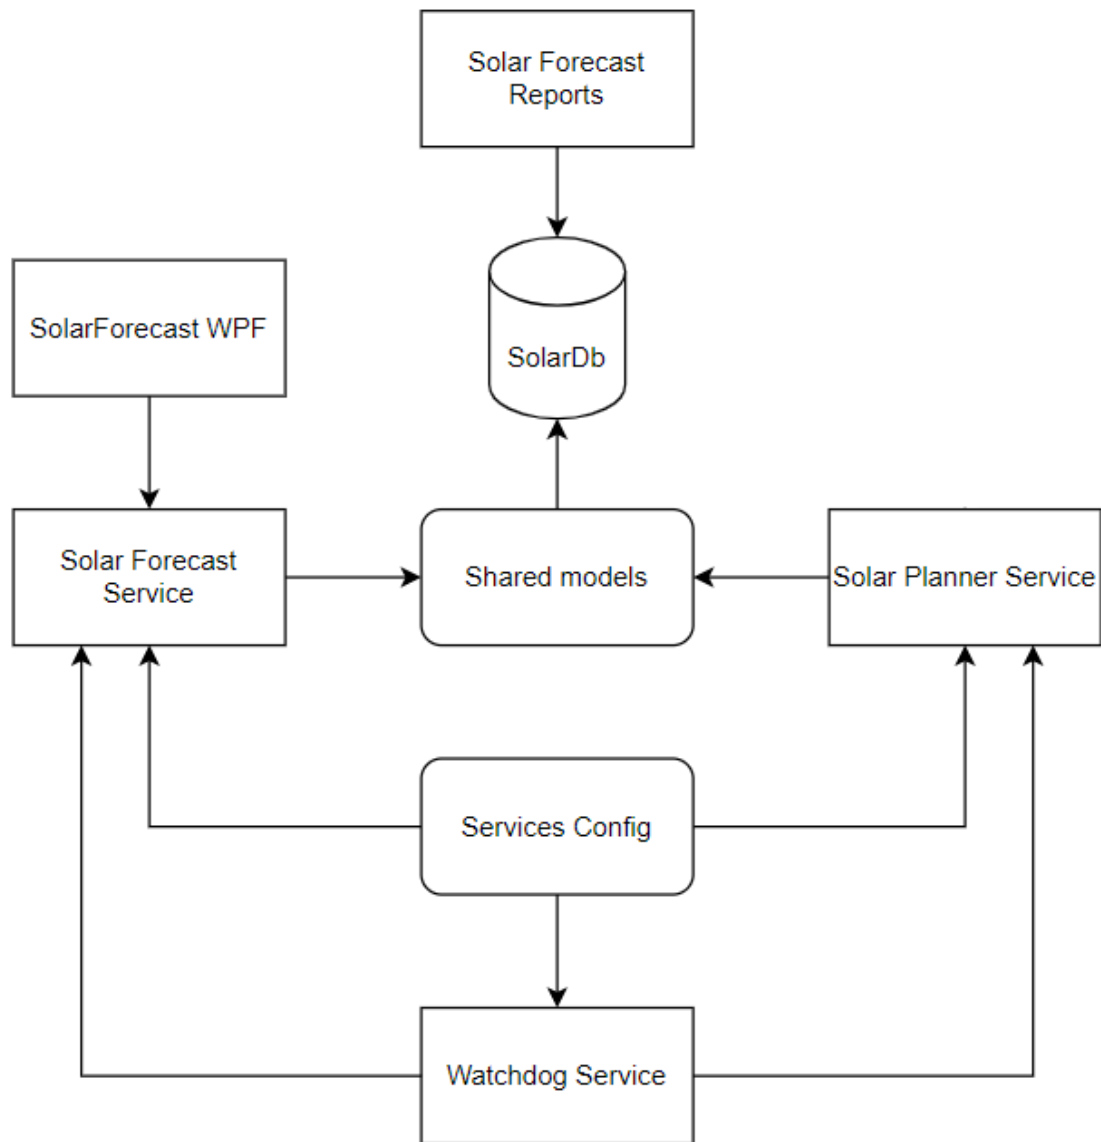 Solar Forecast
Reports
SolarForecast WPF
SolarDb
Solar Forecast
Service
Shared models
Solar Planner Service
Services Config
Watchdog Service